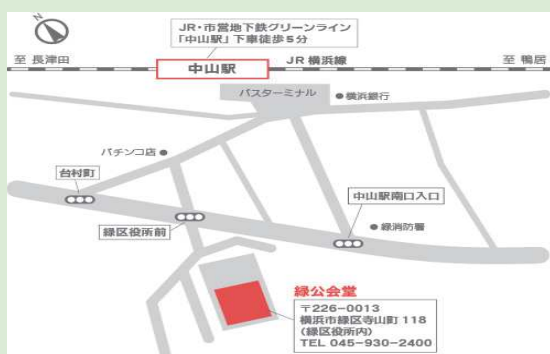 N
JR・市営地下鉄グリーンライン
「中山駅」下車徒歩5分
至 長津田
中山駅
JR 横浜線
至 鴨居
バスターミナル
●横浜銀行
パチンコ店●
台村町
中山駅南口入口
緑区役所前
●緑消防署
緑公会堂
〒226-0013
横浜市緑区寺山町 118
(緑区役所内)
TEL 045-930-2400